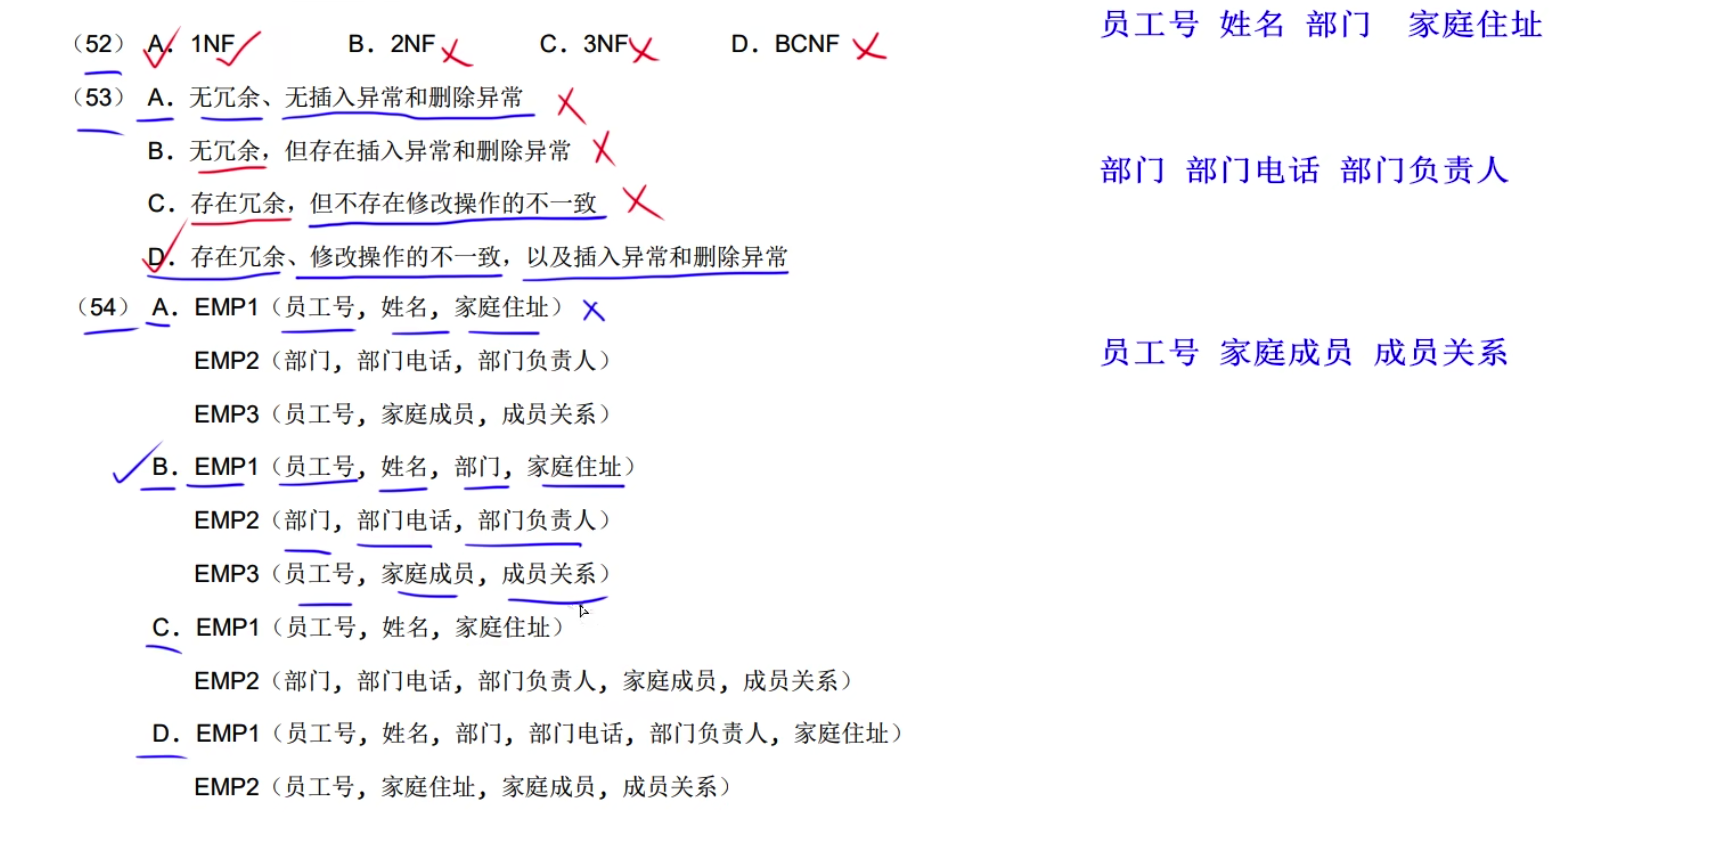 (52) A. 1NF B. 2NF C. 3NF D. BCNF
(53) A. 无冗余、无插入异常和删除异常
B. 无冗余，但存在插入异常和删除异常
C. 存在冗余，但不存在修改操作的不一致
D. 存在冗余、修改操作的不一致，以及插入异常和删除异常
(54) A. EMP1（员工号，姓名，家庭住址）
EMP2（部门，部门电话，部门负责人）
EMP3（员工号，家庭成员，成员关系）
B. EMP1（员工号，姓名，部门，家庭住址）
EMP2（部门，部门电话，部门负责人）
EMP3（员工号，家庭成员，成员关系）
C. EMP1（员工号，姓名，家庭住址）
EMP2（部门，部门电话，部门负责人，家庭成员，成员关系）
D. EMP1（员工号，姓名，部门，部门电话，部门负责人，家庭住址）
EMP2（员工号，家庭住址，家庭成员，成员关系）
员工号 姓名 部门 家庭住址
部门 部门电话 部门负责人
员工号 家庭成员 成员关系